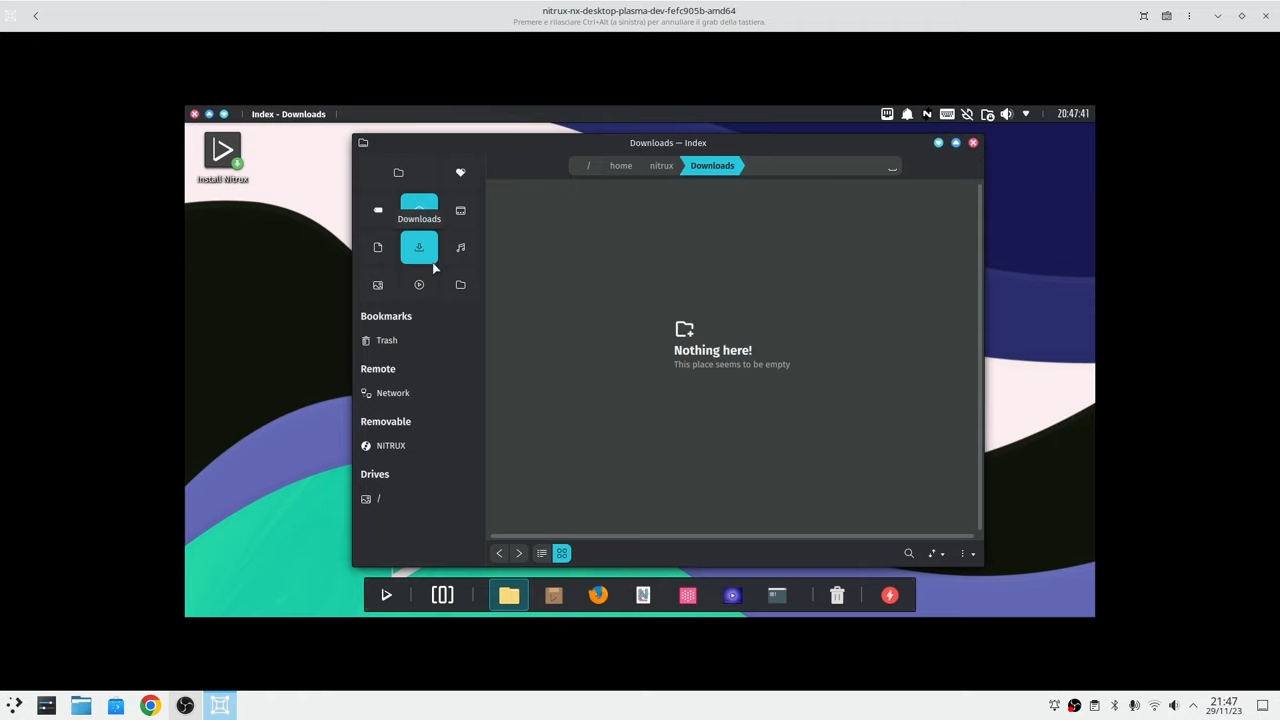 nitrux-nx-desktop-plasma-dev-fefc905b-amd64
Premere e rilasciare Ctrl+Alt (a sinistra) per annullare il grab della tastiera.
Index - Downloads
20:47:41
Install Nitrux
Downloads — Index
/ home nitrux Downloads
Downloads
Bookmarks
Trash
Remote
Network
Removable
NITRUX
Drives
/
Nothing here!
This place seems to be empty
21:47
29/11/23